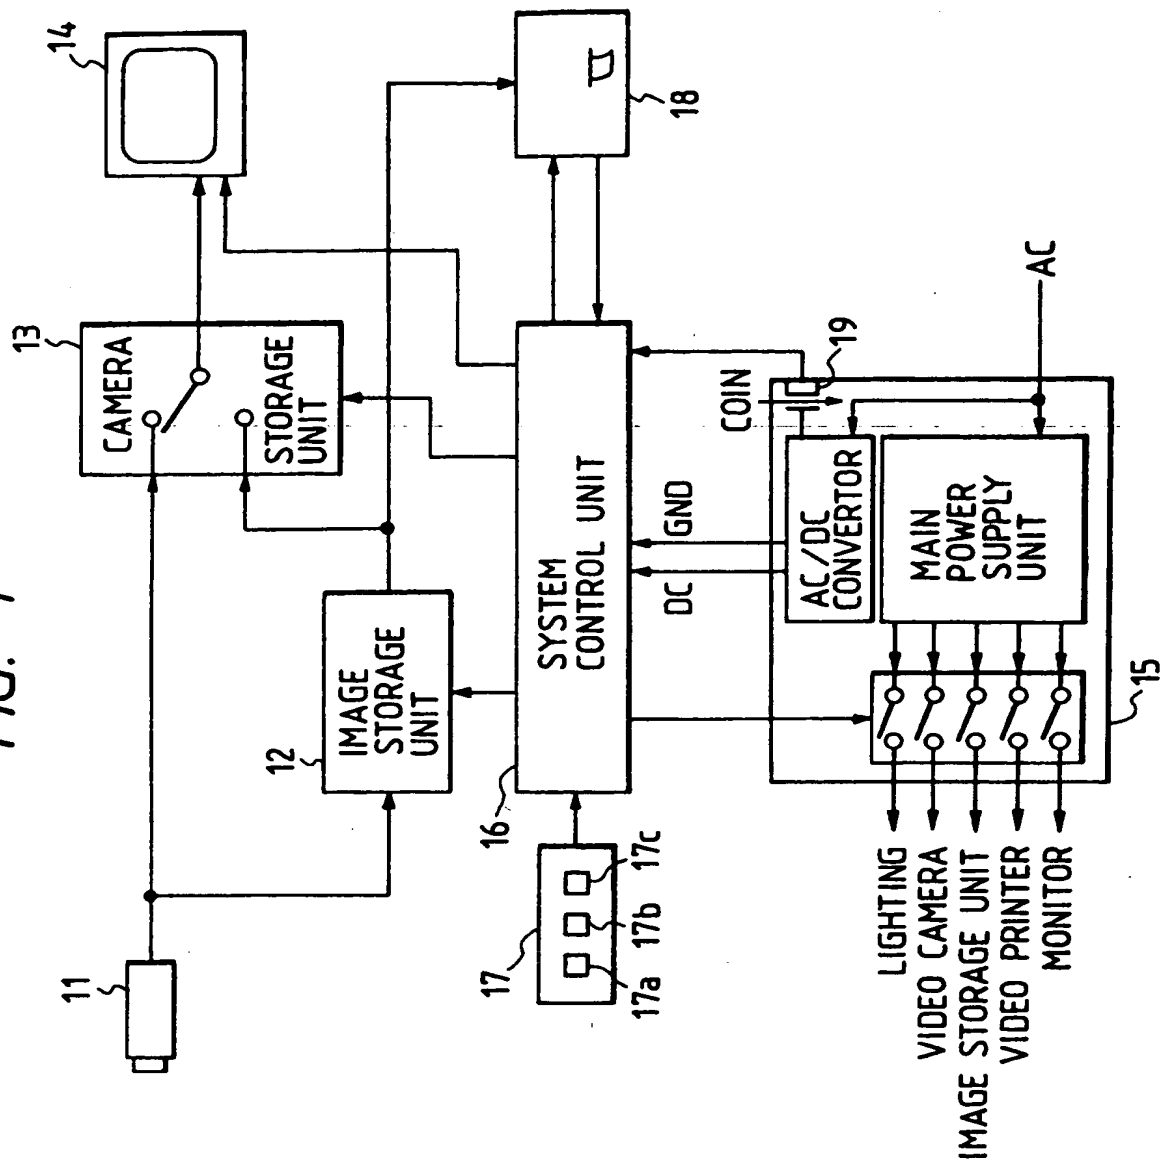 14
13
CAMERA
STORAGE
UNIT
18
12
IMAGE
STORAGE
UNIT
11
16
SYSTEM
CONTROL UNIT
17
17a
17b
17c
DC
GND
COIN
19
AC
AC/DC
CONVERTOR
MAIN
POWER
SUPPLY
UNIT
15
LIGHTING
VIDEO CAMERA
IMAGE STORAGE UNIT
VIDEO PRINTER
MONITOR